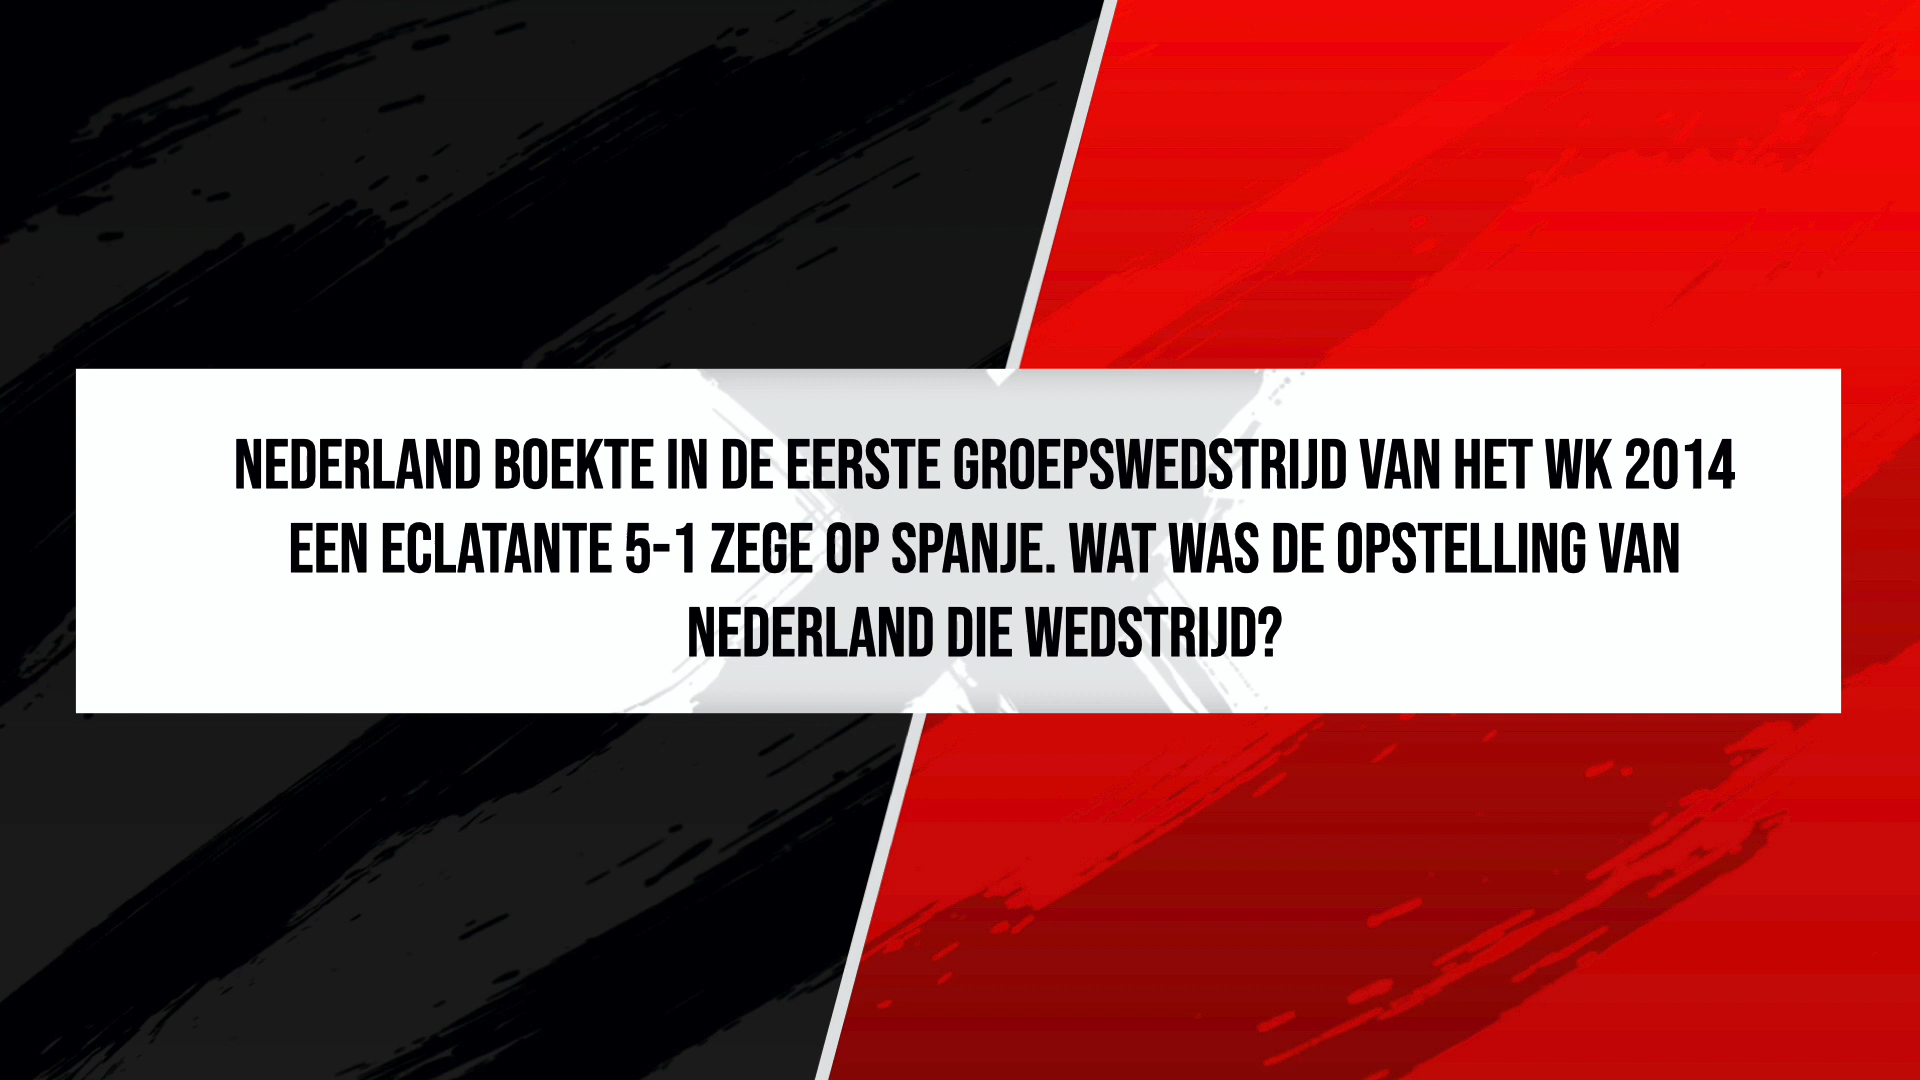 NEDERLAND BOEKTE IN DE EERSTE GROEPSWEDSTRIJD VAN HET WK 2014
EEN ECLATANTE 5-1 ZEGE OP SPANJE. WAT WAS DE OPSTELLING VAN
NEDERLAND DIE WEDSTRIJD?